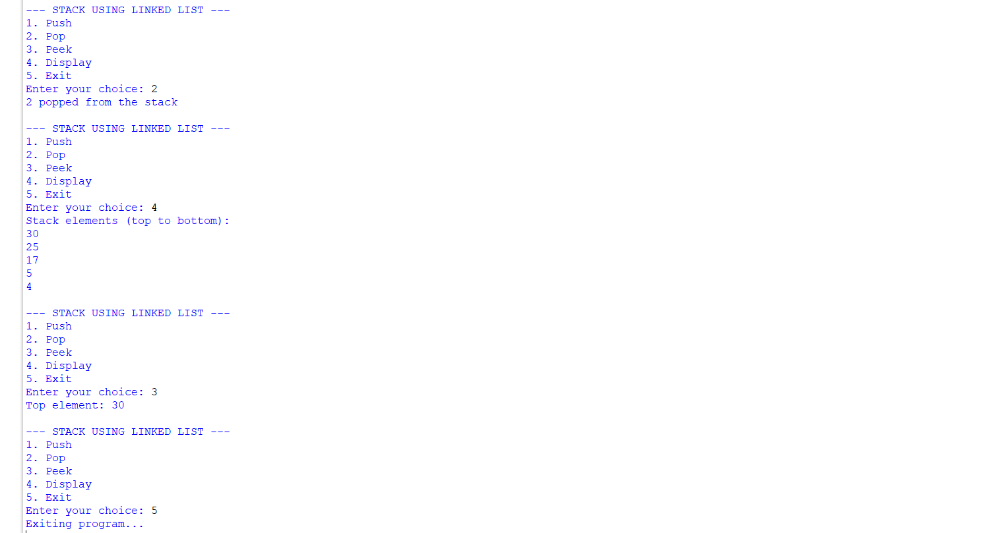 --- STACK USING LINKED LIST ---
1. Push
2. Pop
3. Peek
4. Display
5. Exit
Enter your choice: 2
2 popped from the stack
--- STACK USING LINKED LIST ---
1. Push
2. Pop
3. Peek
4. Display
5. Exit
Enter your choice: 4
Stack elements (top to bottom):
30
25
17
5
4
--- STACK USING LINKED LIST ---
1. Push
2. Pop
3. Peek
4. Display
5. Exit
Enter your choice: 3
Top element: 30
--- STACK USING LINKED LIST ---
1. Push
2. Pop
3. Peek
4. Display
5. Exit
Enter your choice: 5
Exiting program...